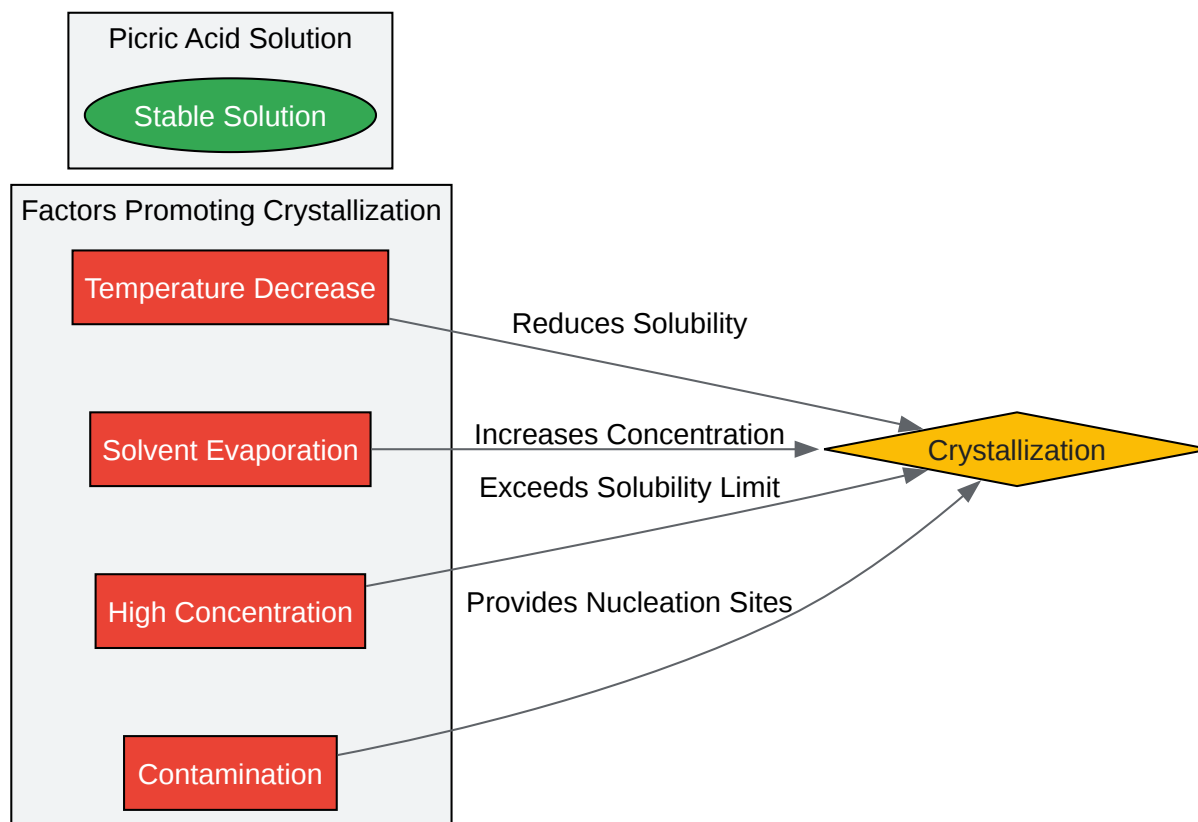 Picric Acid Solution
Stable Solution
Factors Promoting Crystallization
Temperature Decrease
Reduces Solubility
Solvent Evaporation
Increases Concentration
Crystallization
Exceeds Solubility Limit
High Concentration
Provides Nucleation Sites
Contamination